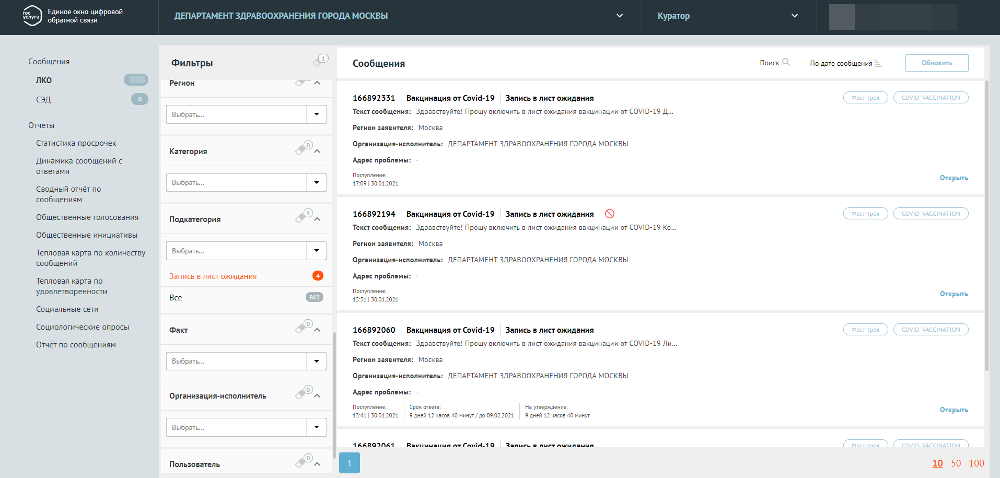 гос
услуги
Единое окно цифровой
обратной связи
ДЕПАРТАМЕНТ ЗДРАВООХРАНЕНИЯ ГОРОДА МОСКВЫ
Куратор
Сообщения
ЛКО
СЭД 0
Отчеты
Статистика просрочек
Динамика сообщений с
ответами
Сводный отчёт по
сообщениям
Общественные голосования
Общественные инициативы
Тепловая карта по количеству
сообщений
Тепловая карта по
удовлетворенности
Социальные сети
Социологические опросы
Отчёт по сообщениям
Фильтры 1
Регион
Выбрать...
Категория 0
Выбрать...
Подкатегория 1
Выбрать...
Запись в лист ожидания 4
Все 865
Факт 0
Выбрать...
Организация-исполнитель 0
Выбрать...
Пользователь 0
Сообщения Поиск По дате сообщения Обновить
166892331 Вакцинация от Covid-19 Запись в лист ожидания Фаст-трек COVID_VACCINATION
Текст сообщения: Здравствуйте! Прошу включить в лист ожидания вакцинации от COVID-19 Д...
Регион заявителя: Москва
Организация-исполнитель: ДЕПАРТАМЕНТ ЗДРАВООХРАНЕНИЯ ГОРОДА МОСКВЫ
Адрес проблемы: -
Поступление:
17:09 | 30.01.2021
Открыть
166892194 Вакцинация от Covid-19 Запись в лист ожидания Фаст-трек COVID_VACCINATION
Текст сообщения: Здравствуйте! Прошу включить в лист ожидания вакцинации от COVID-19 Ко...
Регион заявителя: Москва
Организация-исполнитель: ДЕПАРТАМЕНТ ЗДРАВООХРАНЕНИЯ ГОРОДА МОСКВЫ
Адрес проблемы: -
Поступление:
15:31 | 30.01.2021
Открыть
166892060 Вакцинация от Covid-19 Запись в лист ожидания Фаст-трек COVID_VACCINATION
Текст сообщения: Здравствуйте! Прошу включить в лист ожидания вакцинации от COVID-19 Ли...
Регион заявителя: Москва
Организация-исполнитель: ДЕПАРТАМЕНТ ЗДРАВООХРАНЕНИЯ ГОРОДА МОСКВЫ
Адрес проблемы: -
Поступление: Срок ответа: На утверждение:
13:41 | 30.01.2021 9 дней 12 часов 40 минут / до 09.02.2021 9 дней 12 часов 40 минут
Открыть
166892061 Вакцинация от Covid-19 Запись в лист ожидания Фаст-трек COVID_VACCINATION
1 10 50 100